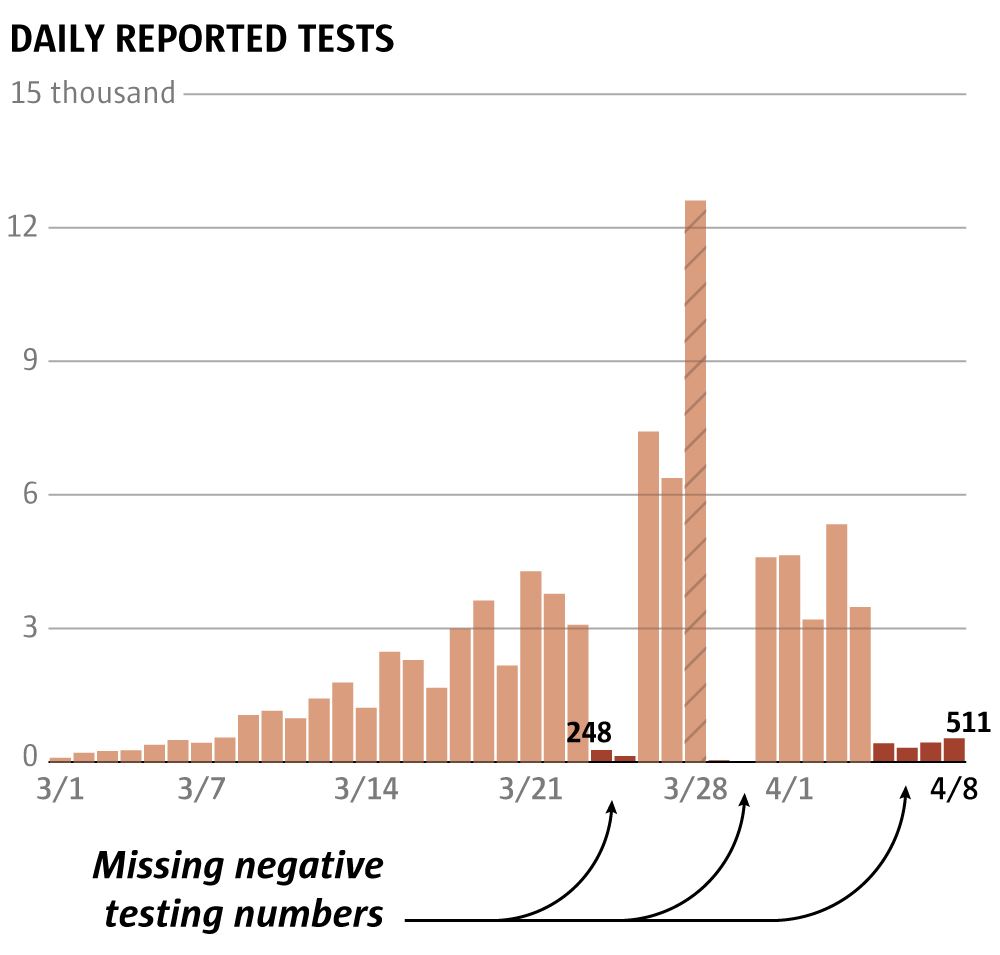 DAILY REPORTED TESTS
15 thousand
12
9
6
3
248
511
0
3/1 3/7 3/14 3/21 3/28 4/1 4/8
Missing negative
testing numbers